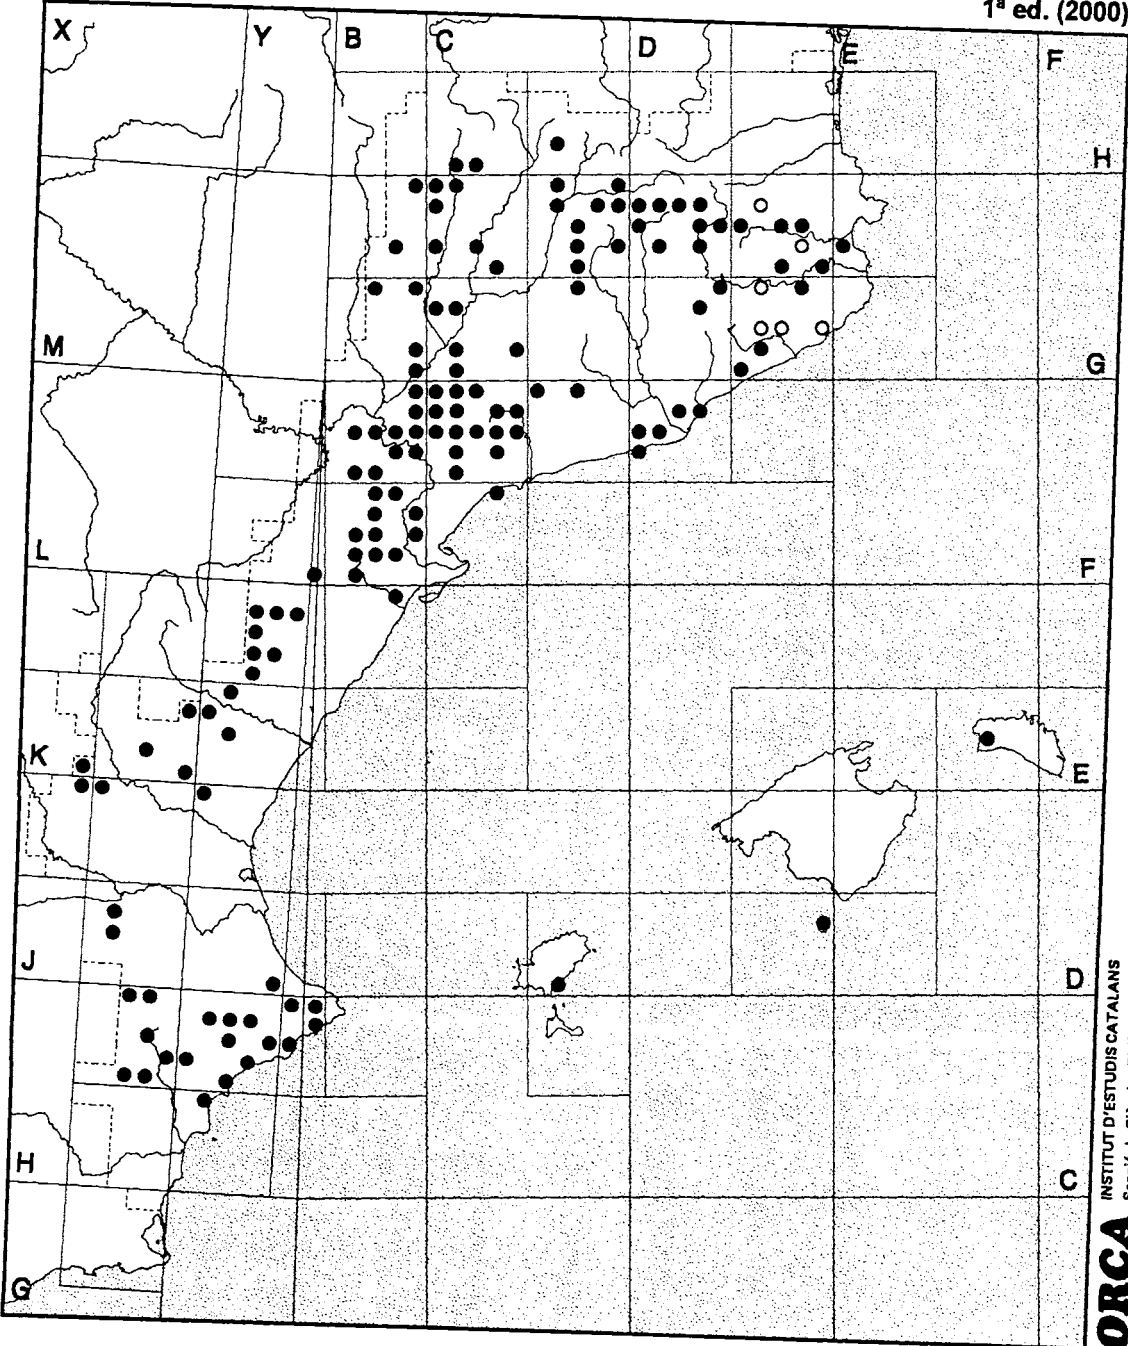 1ª ed. (2000)
X Y B C D E F
H
M G
L F
K E
J D
H C
G
INSTITUT D'ESTUDIS CATALANS
ORCA